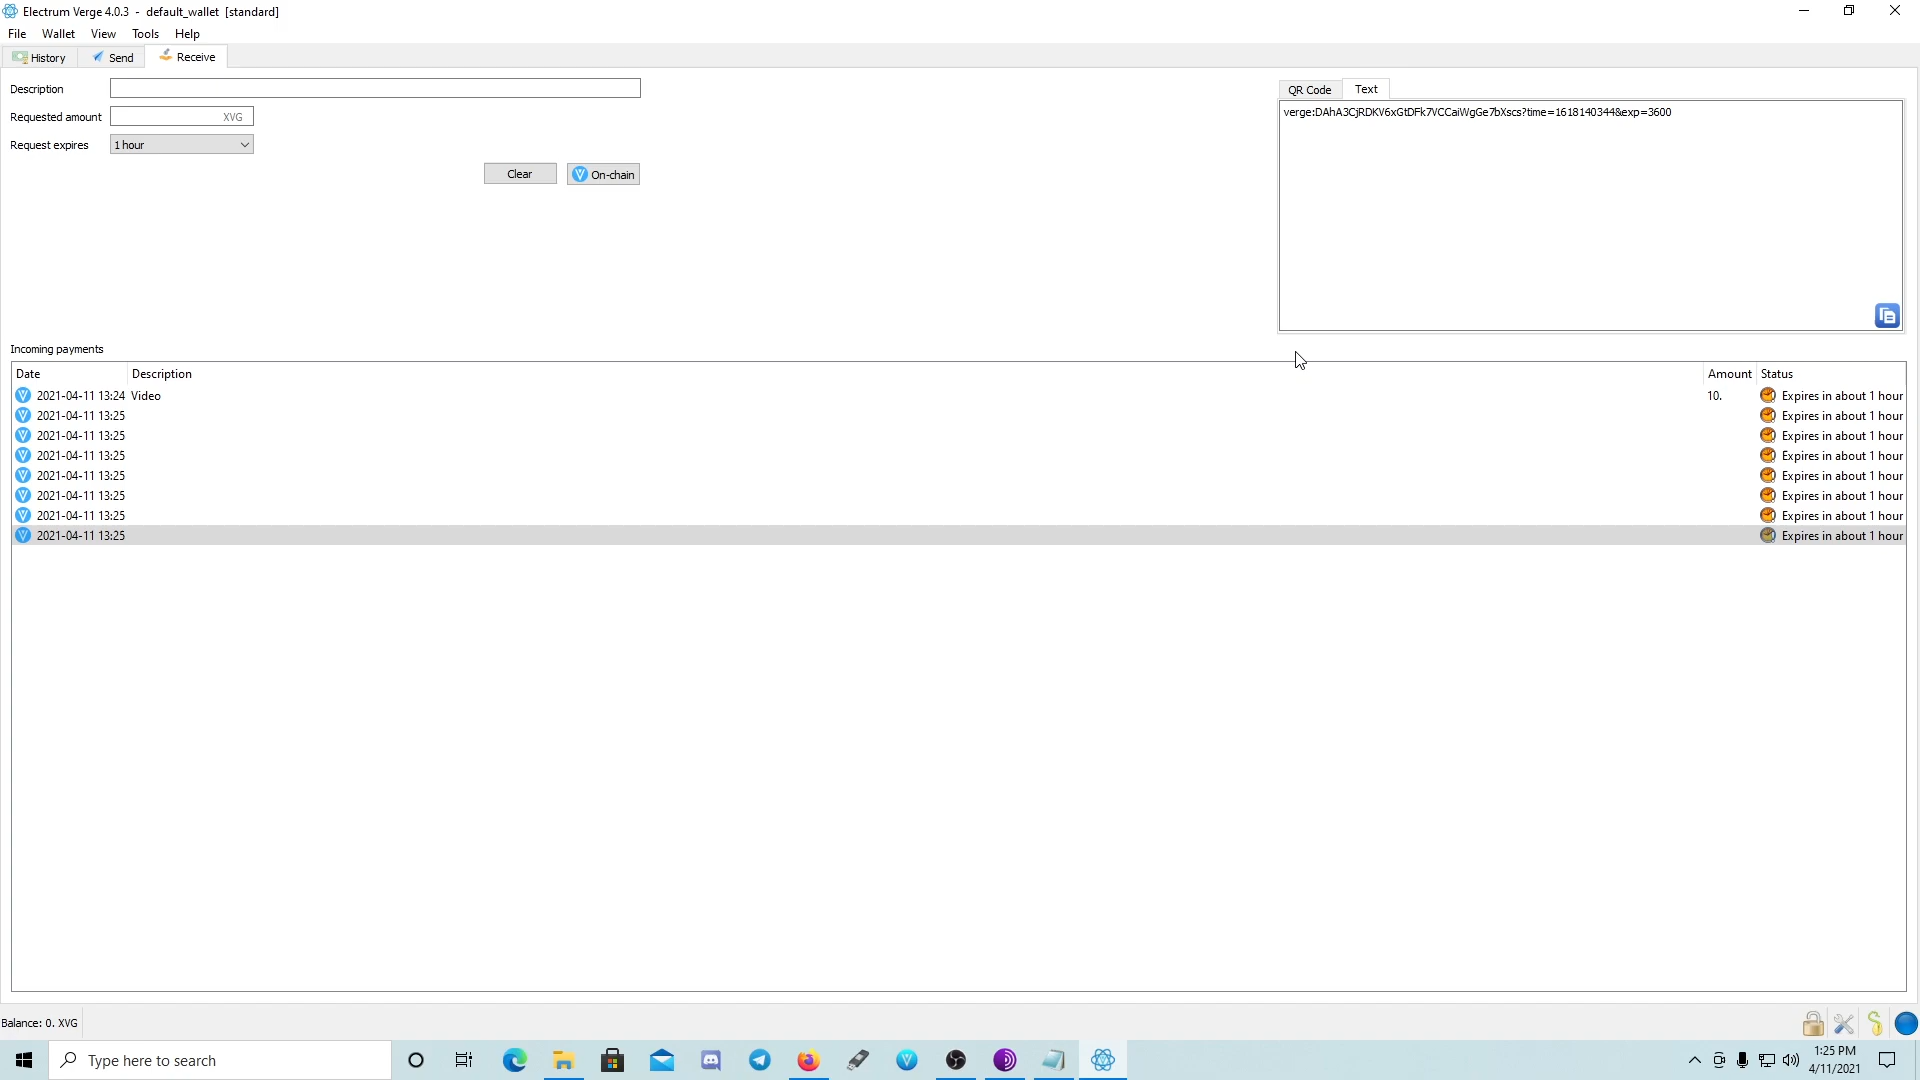 Electrum Verge 4.0.3 - default_wallet [standard]
File Wallet View Tools Help
History Send Receive
Description
Requested amount XVG
Request expires 1 hour
Clear On-chain
QR Code Text
verge:DAhA3CjRDKV6xGtDFk7VCCaiWgGe7bXscs?time=1618140344&exp=3600
Incoming payments
Date Description Amount Status
2021-04-11 13:24 Video 10. Expires in about 1 hour
2021-04-11 13:25 Expires in about 1 hour
2021-04-11 13:25 Expires in about 1 hour
2021-04-11 13:25 Expires in about 1 hour
2021-04-11 13:25 Expires in about 1 hour
2021-04-11 13:25 Expires in about 1 hour
2021-04-11 13:25 Expires in about 1 hour
2021-04-11 13:25 Expires in about 1 hour
Balance: 0. XVG
Type here to search
1:25 PM
4/11/2021